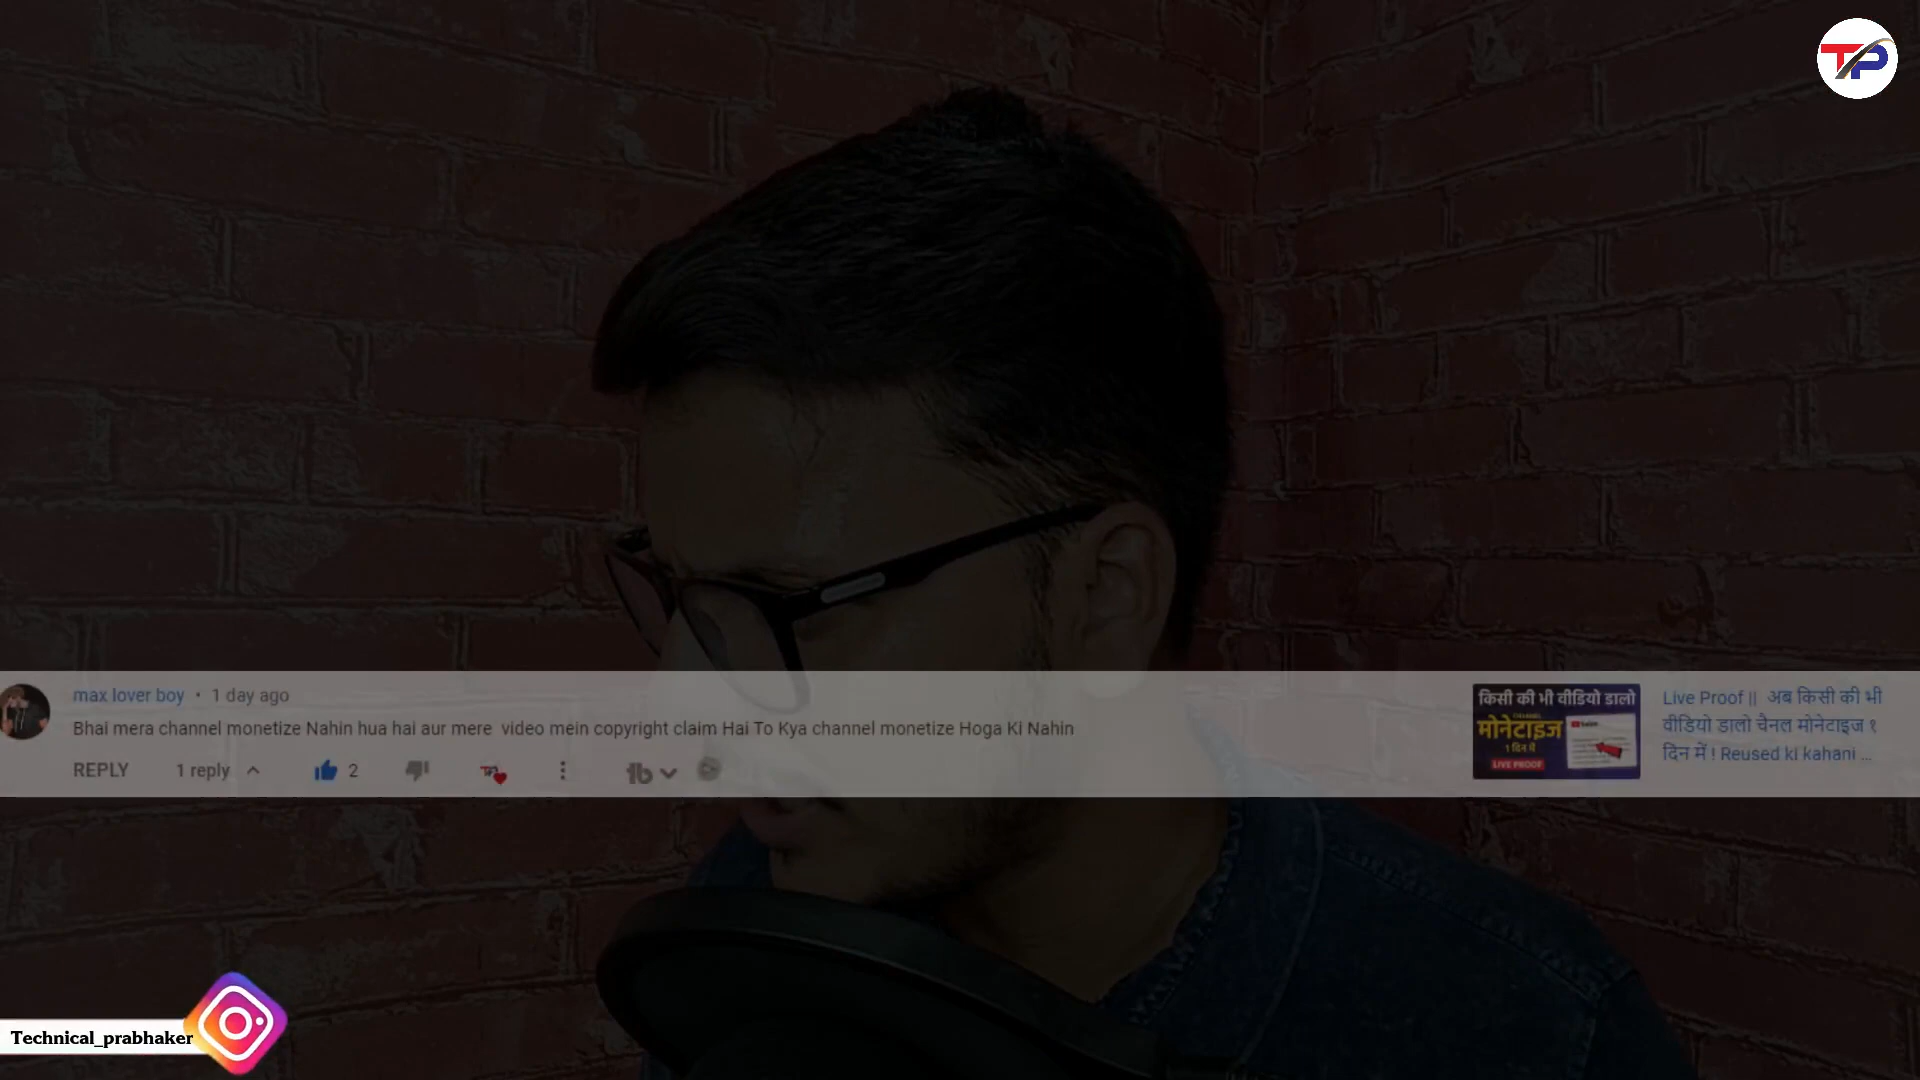 TP
max lover boy • 1 day ago
Bhai mera channel monetize Nahin hua hai aur mere video mein copyright claim Hai To Kya channel monetize Hoga Ki Nahin
REPLY 1 reply 2
किसी की भी वीडियो डालो
मोनेटाइज
१ दिन में
LIVE PROOF
Live Proof || अब किसी की भी
वीडियो डालो चैनल मोनेटाइज १
दिन में ! Reused ki kahani ...
Technical_prabhaker